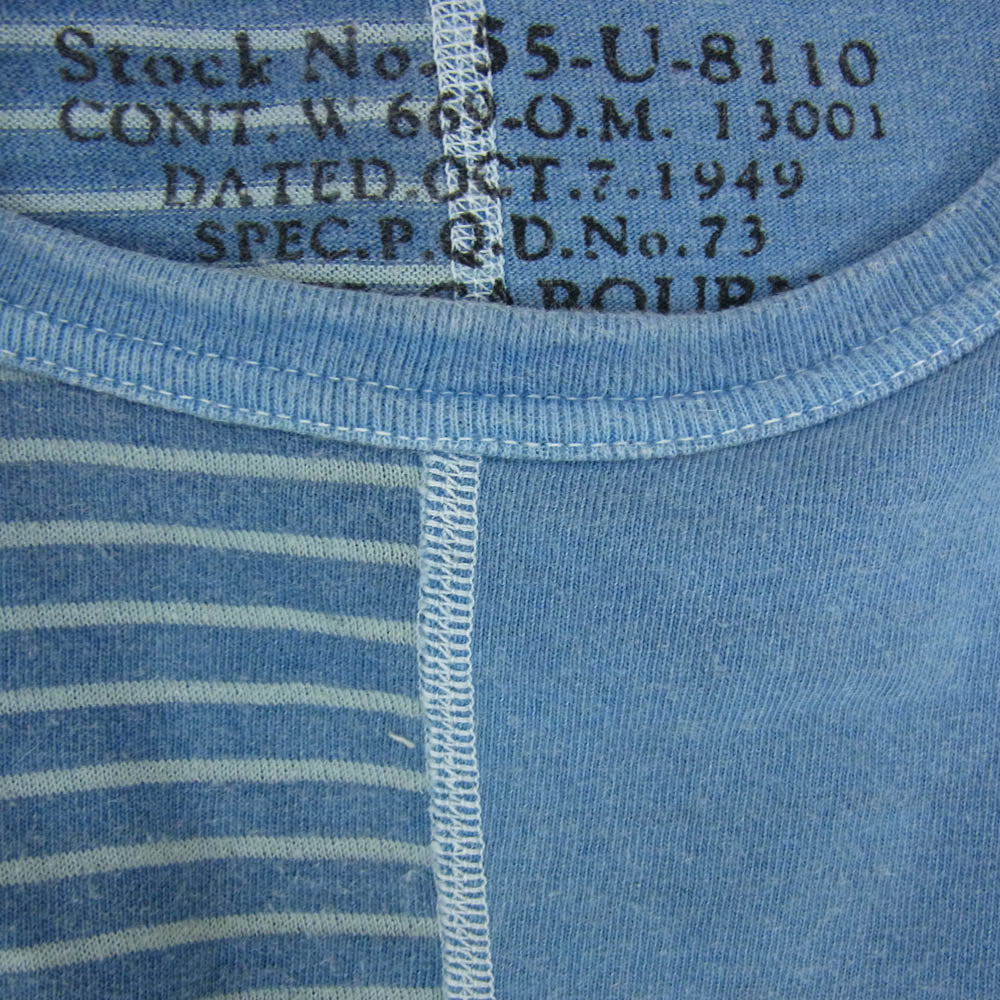 Stock No. 55-U-8110
CONT. W 669-O.M. 13001
DATED.OCT.7.1949
SPEC.P.O.D.No.73